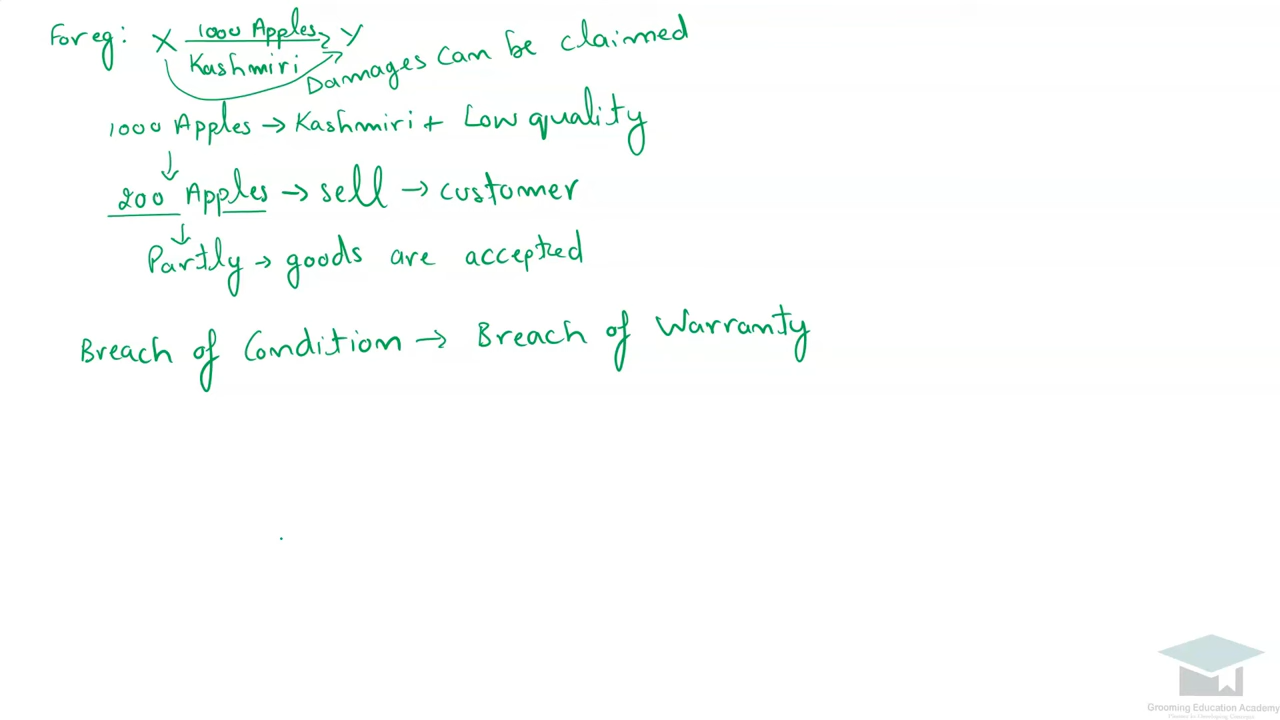 For eg: X 1000 Apples Y
Kashmiri
Damages can be claimed
1000 Apples → Kashmiri + Low quality
↓
200 Apples → sell → customer
↓
Partly → goods are accepted
Breach of Condition → Breach of Warranty
Grooming Education Academy